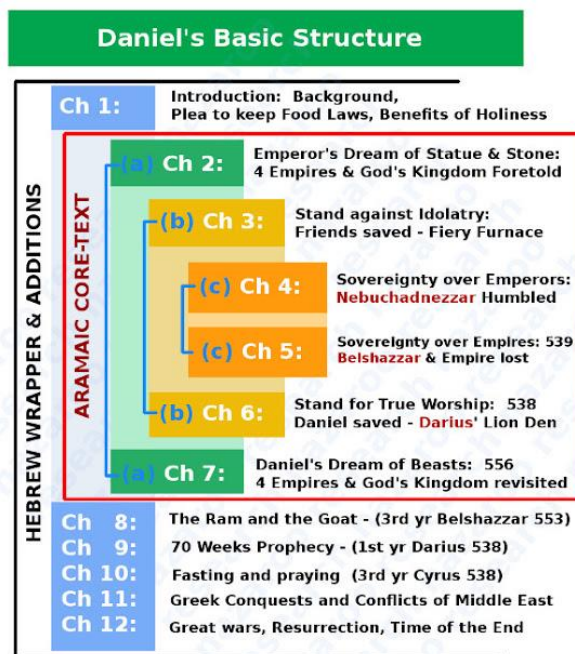 Daniel's Basic Structure
HEBREW WRAPPER & ADDITIONS
Ch 1:
Introduction: Background,
Plea to keep Food Laws, Benefits of Holiness
ARAMAIC CORE-TEXT
(a) Ch 2:
Emperor's Dream of Statue & Stone:
4 Empires & God's Kingdom Foretold
(b) Ch 3:
Stand against Idolatry:
Friends saved - Fiery Furnace
(c) Ch 4:
Sovereignty over Emperors:
Nebuchadnezzar Humbled
(c) Ch 5:
Sovereignty over Empires: 539
Belshazzar & Empire lost
(b) Ch 6:
Stand for True Worship: 538
Daniel saved - Darius' Lion Den
(a) Ch 7:
Daniel's Dream of Beasts: 556
4 Empires & God's Kingdom revisited
Ch 8: The Ram and the Goat - (3rd yr Belshazzar 553)
Ch 9: 70 Weeks Prophecy - (1st yr Darius 538)
Ch 10: Fasting and praying (3rd yr Cyrus 538)
Ch 11: Greek Conquests and Conflicts of Middle East
Ch 12: Great wars, Resurrection, Time of the End